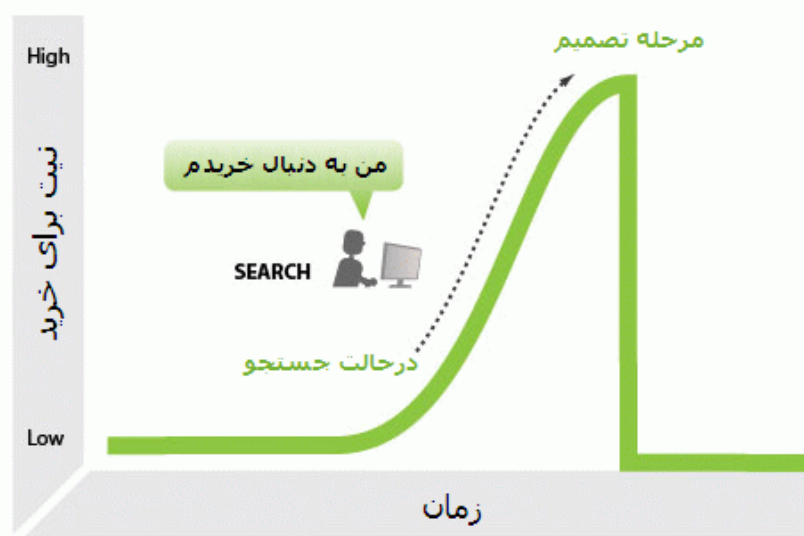 مرحله تصمیم
High
من به دنبال خریدم
نیت برای خرید
SEARCH
درحالت جستجو
Low
زمان